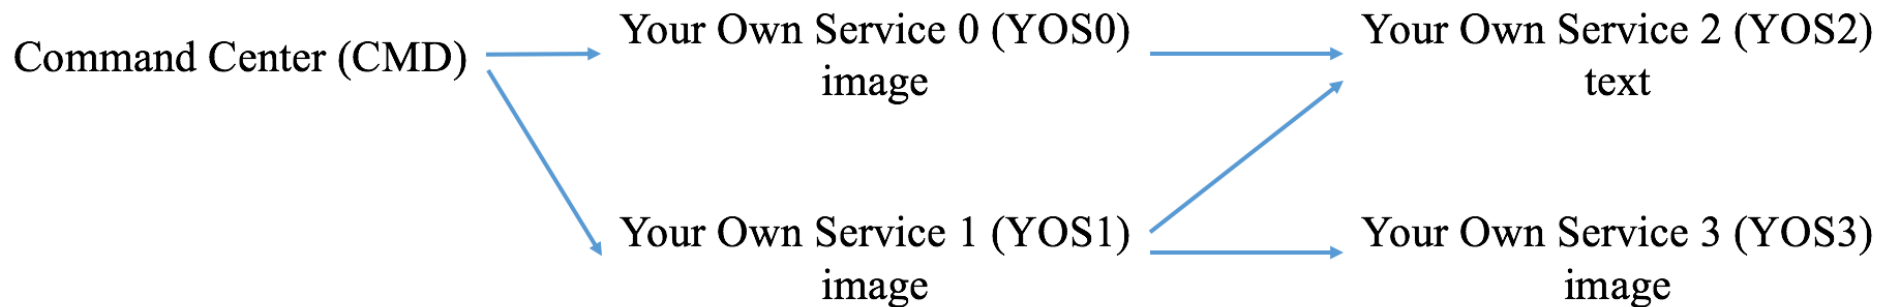 Command Center (CMD)
Your Own Service 0 (YOS0)
image
Your Own Service 2 (YOS2)
text
Your Own Service 1 (YOS1)
image
Your Own Service 3 (YOS3)
image